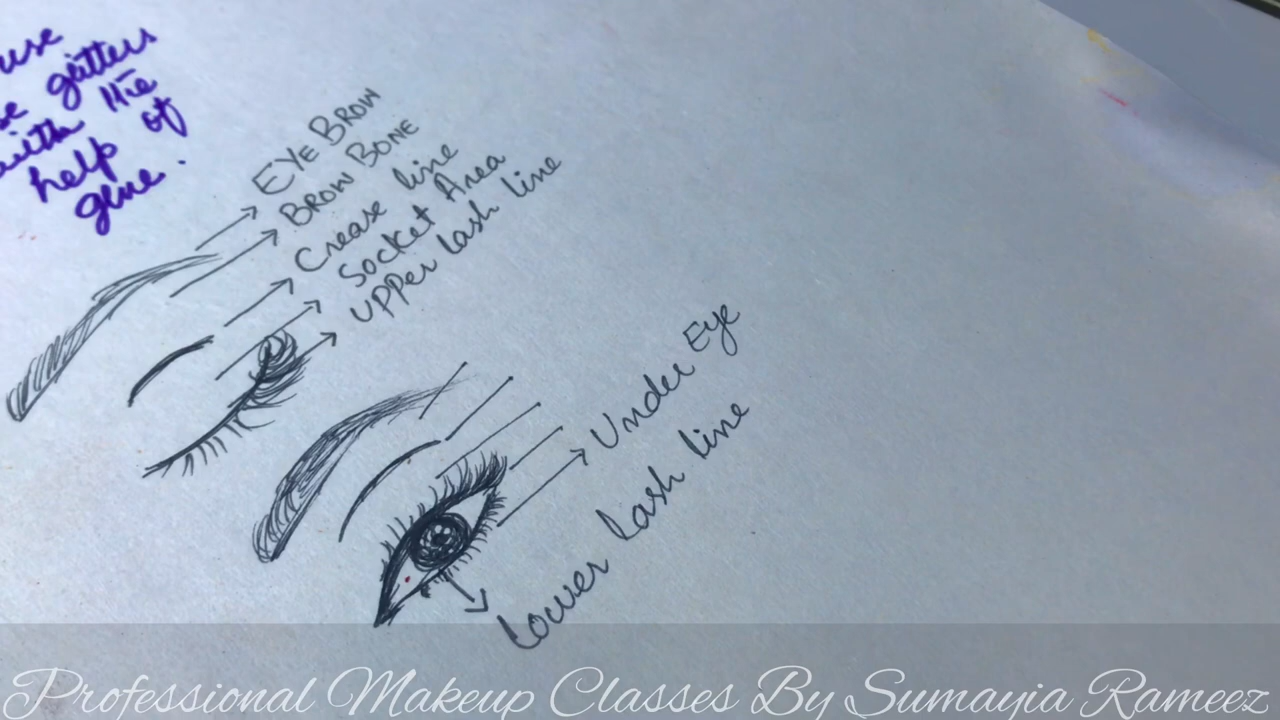 use
glitters
with the
help of
glue.
EYE BROW
BROW BONE
Crease line
Socket Area
UPPer lash line
Under Eye
lower lash line
Professional Makeup Classes By Sumayia Rameez